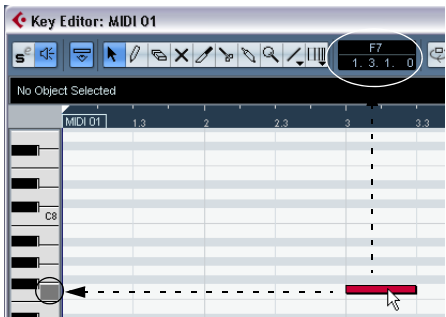 Key Editor: MIDI 01
s e
F7
1. 3. 1. 0
No Object Selected
MIDI 01 1.3 2 2.3 3 3.3
C8